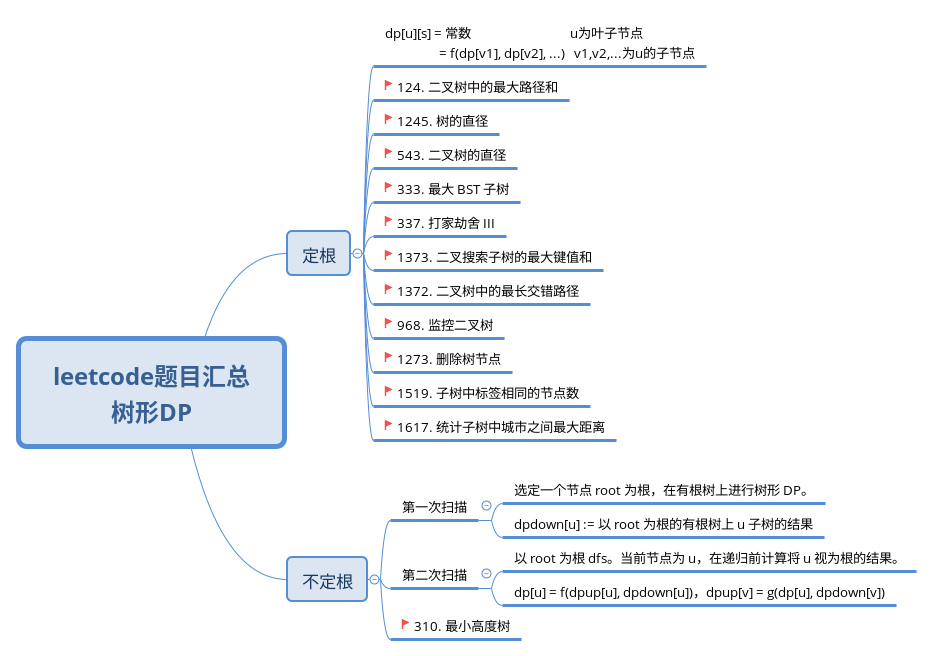 leetcode题目汇总
树形DP
定根
dp[u][s] = 常数 u为叶子节点
= f(dp[v1], dp[v2], ...) v1,v2,...为u的子节点
124. 二叉树中的最大路径和
1245. 树的直径
543. 二叉树的直径
333. 最大 BST 子树
337. 打家劫舍 III
1373. 二叉搜索子树的最大键值和
1372. 二叉树中的最长交错路径
968. 监控二叉树
1273. 删除树节点
1519. 子树中标签相同的节点数
1617. 统计子树中城市之间最大距离
不定根
第一次扫描
选定一个节点 root 为根，在有根树上进行树形 DP。
dpdown[u] := 以 root 为根的有根树上 u 子树的结果
第二次扫描
以 root 为根 dfs。当前节点为 u，在递归前计算将 u 视为根的结果。
dp[u] = f(dpup[u], dpdown[u])，dpup[v] = g(dp[u], dpdown[v])
310. 最小高度树